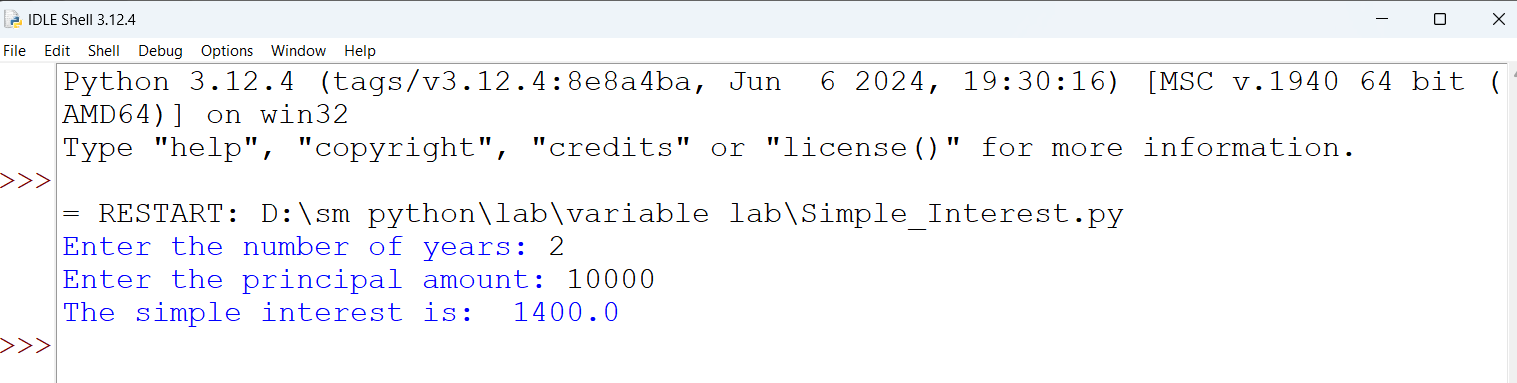 IDLE Shell 3.12.4
File Edit Shell Debug Options Window Help
Python 3.12.4 (tags/v3.12.4:8e8a4ba, Jun  6 2024, 19:30:16) [MSC v.1940 64 bit (
AMD64)] on win32
Type "help", "copyright", "credits" or "license()" for more information.
>>>
= RESTART: D:\sm python\lab\variable lab\Simple_Interest.py
Enter the number of years: 2
Enter the principal amount: 10000
The simple interest is:  1400.0
>>>